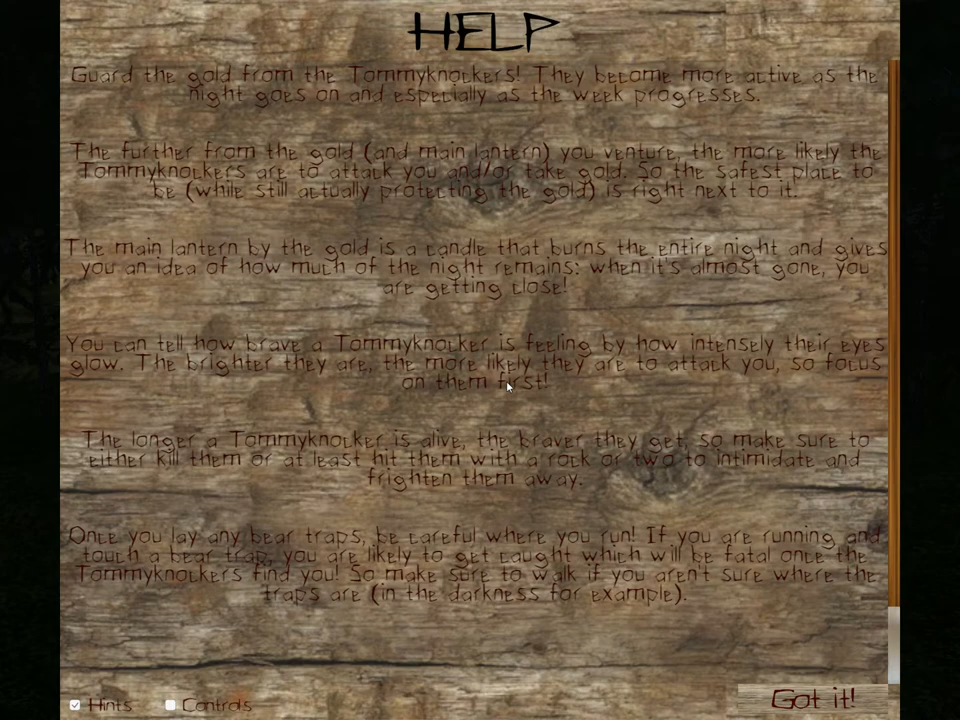 HELP
Guard the gold from the Tommyknockers! They become more active as the
night goes on and especially as the week progresses.
The further from the gold (and main lantern) you venture, the more likely the
Tommyknockers are to attack you and/or take gold. So the safest place to
be (while still actually protecting the gold) is right next to it.
The main lantern by the gold is a candle that burns the entire night and gives
you an idea of how much of the night remains: when it's almost gone, you
are getting close!
You can tell how brave a Tommyknocker is feeling by how intensely their eyes
glow. The brighter they are, the more likely they are to attack you, so focus
on them first!
The longer a Tommyknocker is alive, the braver they get, so make sure to
either kill them or at least hit them with a rock or two to intimidate and
frighten them away.
Once you lay any bear traps, be careful where you run! If you are running and
touch a bear trap, you are likely to get caught which will be fatal once the
Tommyknockers find you! So make sure to walk if you aren't sure where the
traps are (in the darkness for example).
Hints Controls
Got it!